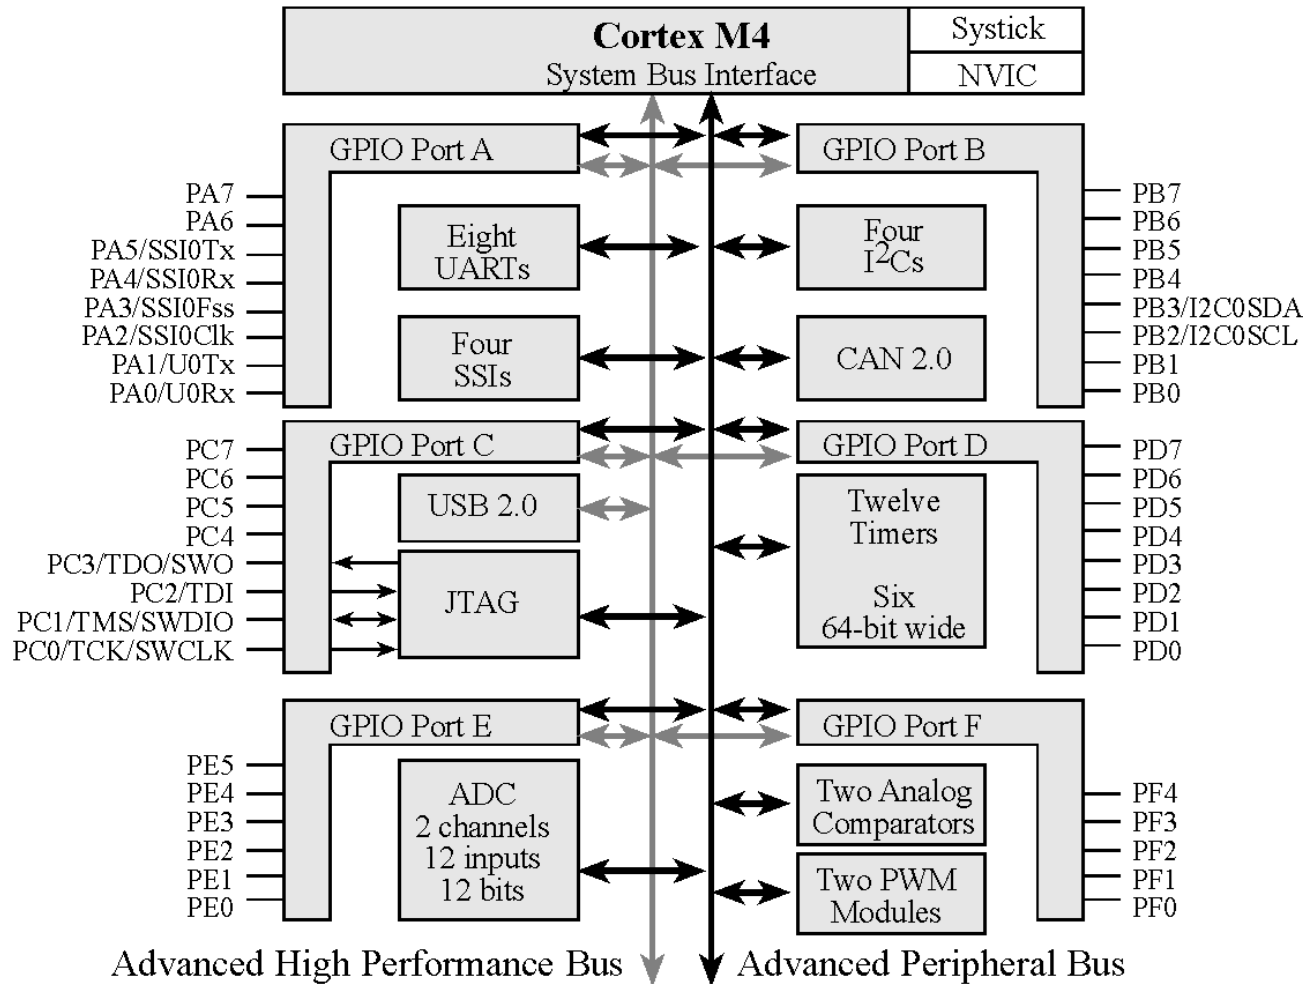 Cortex M4
System Bus Interface
Systick
NVIC
GPIO Port A
PA7
PA6
PA5/SSI0Tx
PA4/SSI0Rx
PA3/SSI0Fss
PA2/SSI0Clk
PA1/U0Tx
PA0/U0Rx
Eight
UARTs
Four
SSIs
GPIO Port B
Four
I²Cs
CAN 2.0
PB7
PB6
PB5
PB4
PB3/I2C0SDA
PB2/I2C0SCL
PB1
PB0
GPIO Port C
PC7
PC6
PC5
PC4
PC3/TDO/SWO
PC2/TDI
PC1/TMS/SWDIO
PC0/TCK/SWCLK
USB 2.0
JTAG
GPIO Port D
Twelve
Timers
Six
64-bit wide
PD7
PD6
PD5
PD4
PD3
PD2
PD1
PD0
GPIO Port E
PE5
PE4
PE3
PE2
PE1
PE0
ADC
2 channels
12 inputs
12 bits
GPIO Port F
Two Analog
Comparators
Two PWM
Modules
PF4
PF3
PF2
PF1
PF0
Advanced High Performance Bus
Advanced Peripheral Bus